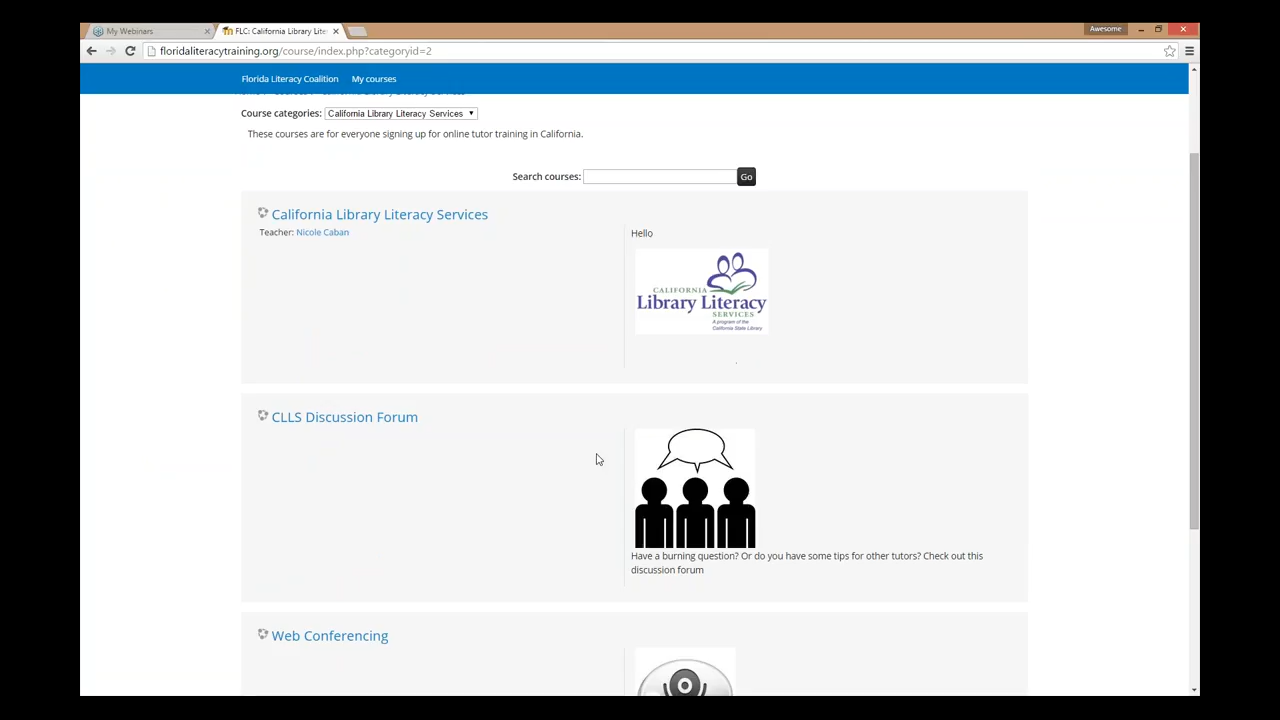 My Webinars
FLC: California Library Lite
Awesome
floridaliteracytraining.org/course/index.php?categoryid=2
Florida Literacy Coalition My courses
Course categories: California Library Literacy Services
These courses are for everyone signing up for online tutor training in California.
Search courses: Go
California Library Literacy Services
Teacher: Nicole Caban
Hello
CALIFORNIA
Library Literacy
SERVICES
A program of the
California State Library
CLLS Discussion Forum
Have a burning question? Or do you have some tips for other tutors? Check out this
discussion forum
Web Conferencing